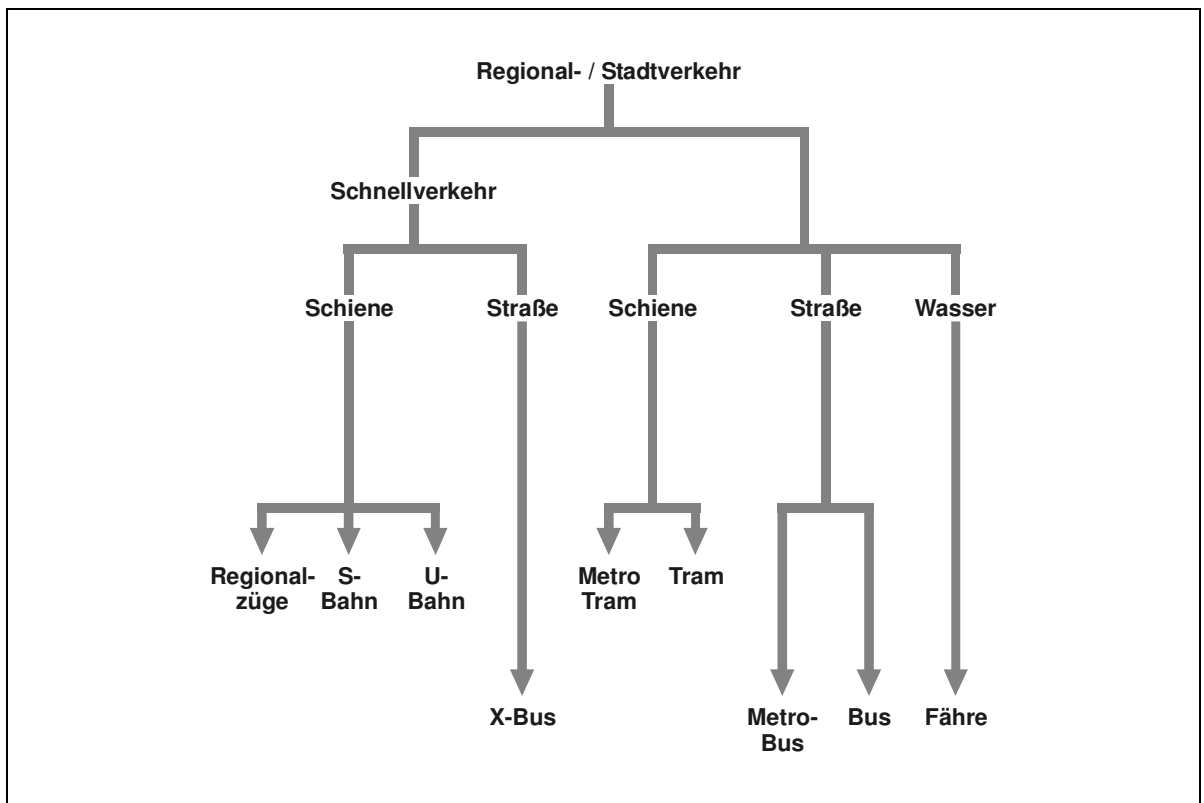 Regional- / Stadtverkehr
Schnellverkehr
Schiene
Straße
Schiene
Straße
Wasser
Regional-
züge
S-
Bahn
U-
Bahn
Metro
Tram
Tram
X-Bus
Metro-
Bus
Bus
Fähre